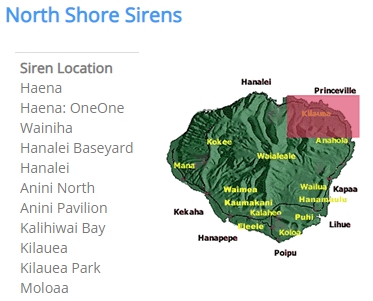 North Shore Sirens
Siren Location
Haena
Haena: OneOne
Wainiha
Hanalei Baseyard
Hanalei
Anini North
Anini Pavilion
Kalihiwai Bay
Kilauea
Kilauea Park
Moloaa
Hanalei
Princeville
Kilauea
Kokee
Anahola
Waialeale
Mana
Waimea
Wailua
Kapaa
Kaumakani
Hanamaulu
Kekaha
Kalaheo
Puhi
Eleele
Lihue
Koloa
Hanapepe
Poipu